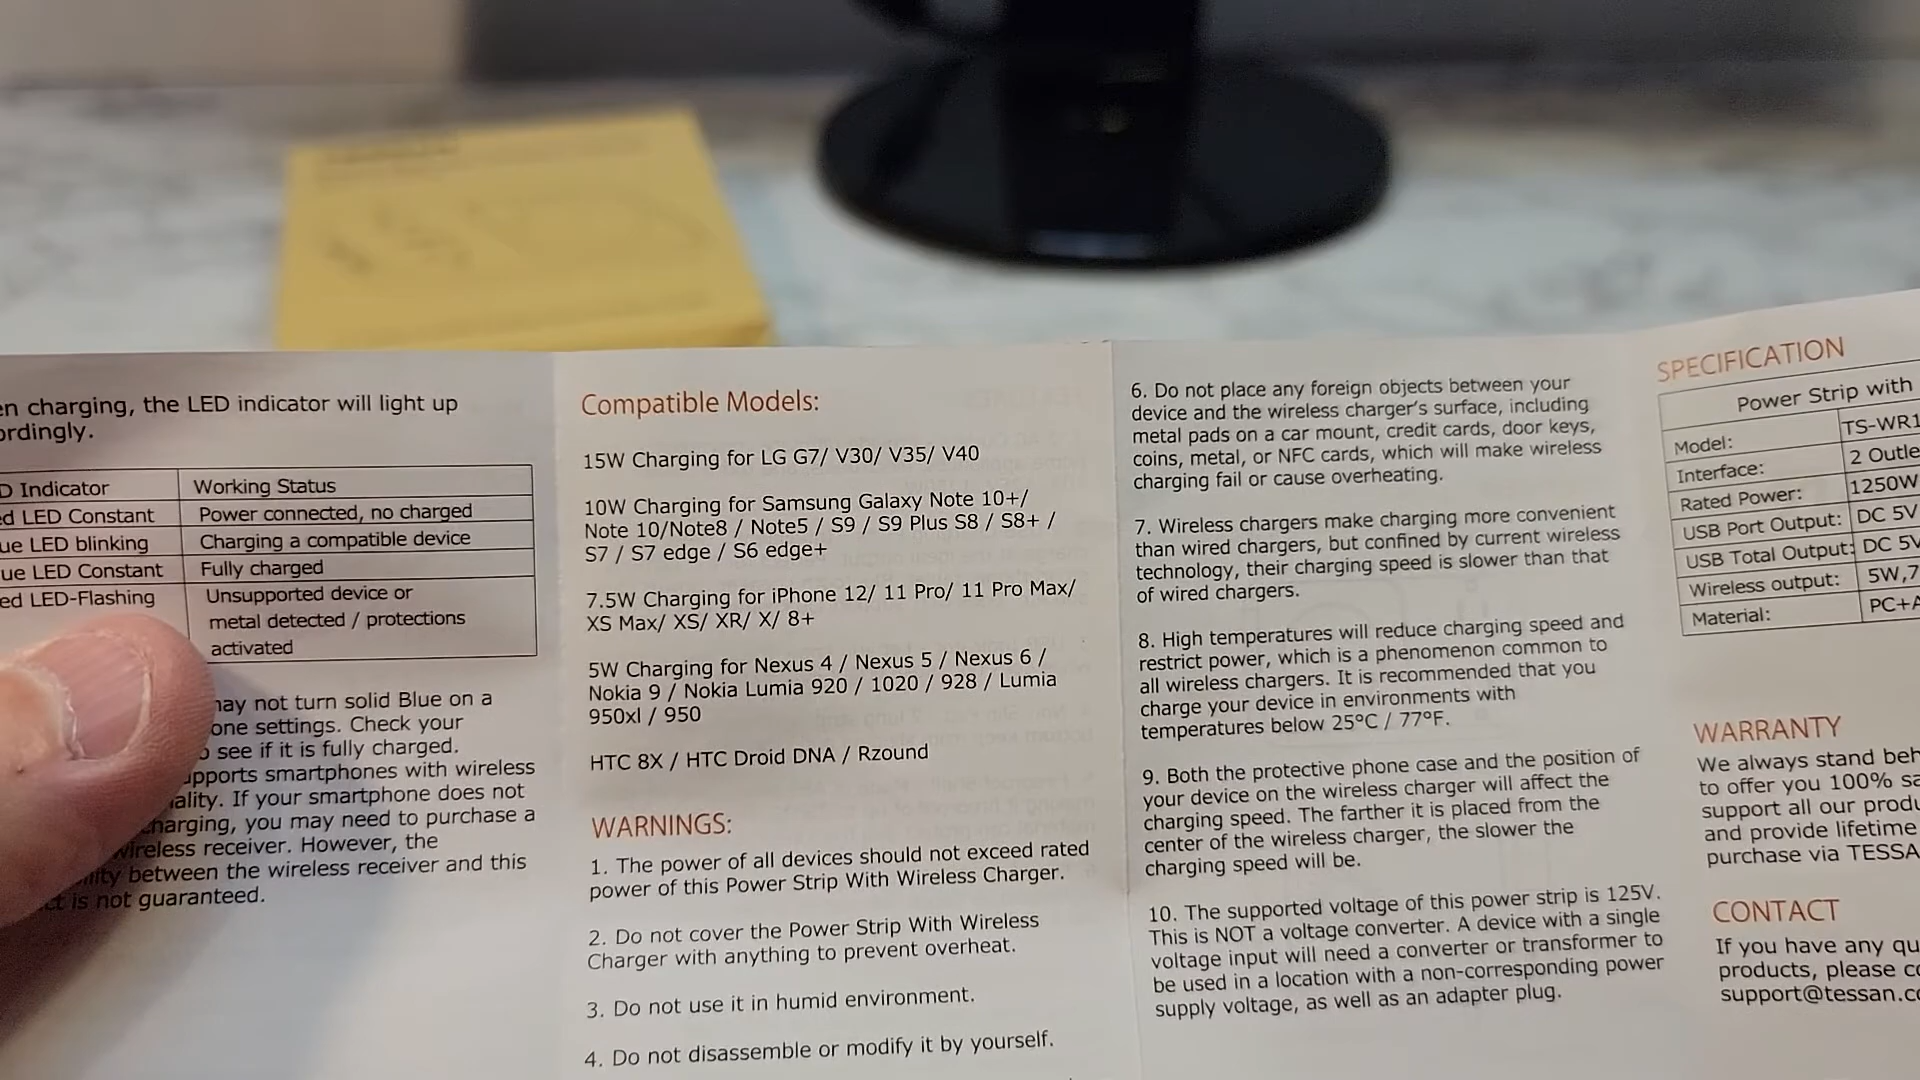 en charging, the LED indicator will light up
ordingly.
D Indicator
Working Status
ed LED Constant
Power connected, no charged
ue LED blinking
Charging a compatible device
ue LED Constant
Fully charged
ed LED-Flashing
Unsupported device or
metal detected / protections
activated
may not turn solid Blue on a
one settings. Check your
o see if it is fully charged.
upports smartphones with wireless
ality. If your smartphone does not
charging, you may need to purchase a
wireless receiver. However, the
ility between the wireless receiver and this
ct is not guaranteed.
Compatible Models:
15W Charging for LG G7/ V30/ V35/ V40
10W Charging for Samsung Galaxy Note 10+/
Note 10/Note8 / Note5 / S9 / S9 Plus S8 / S8+ /
S7 / S7 edge / S6 edge+
7.5W Charging for iPhone 12/ 11 Pro/ 11 Pro Max/
XS Max/ XS/ XR/ X/ 8+
5W Charging for Nexus 4 / Nexus 5 / Nexus 6 /
Nokia 9 / Nokia Lumia 920 / 1020 / 928 / Lumia
950xl / 950
HTC 8X / HTC Droid DNA / Rzound
WARNINGS:
1. The power of all devices should not exceed rated
power of this Power Strip With Wireless Charger.
2. Do not cover the Power Strip With Wireless
Charger with anything to prevent overheat.
3. Do not use it in humid environment.
4. Do not disassemble or modify it by yourself.
6. Do not place any foreign objects between your
device and the wireless charger's surface, including
metal pads on a car mount, credit cards, door keys,
coins, metal, or NFC cards, which will make wireless
charging fail or cause overheating.
7. Wireless chargers make charging more convenient
than wired chargers, but confined by current wireless
technology, their charging speed is slower than that
of wired chargers.
8. High temperatures will reduce charging speed and
restrict power, which is a phenomenon common to
all wireless chargers. It is recommended that you
charge your device in environments with
temperatures below 25°C / 77°F.
9. Both the protective phone case and the position of
your device on the wireless charger will affect the
charging speed. The farther it is placed from the
center of the wireless charger, the slower the
charging speed will be.
10. The supported voltage of this power strip is 125V.
This is NOT a voltage converter. A device with a single
voltage input will need a converter or transformer to
be used in a location with a non-corresponding power
supply voltage, as well as an adapter plug.
SPECIFICATION
Power Strip with
Model:
TS-WR1
Interface:
2 Outle
Rated Power:
1250W
USB Port Output:
DC 5V
USB Total Output:
DC 5V
Wireless output:
5W,7
Material:
PC+A
WARRANTY
We always stand beh
to offer you 100% sa
support all our produ
and provide lifetime
purchase via TESSA
CONTACT
If you have any qu
products, please co
support@tessan.co